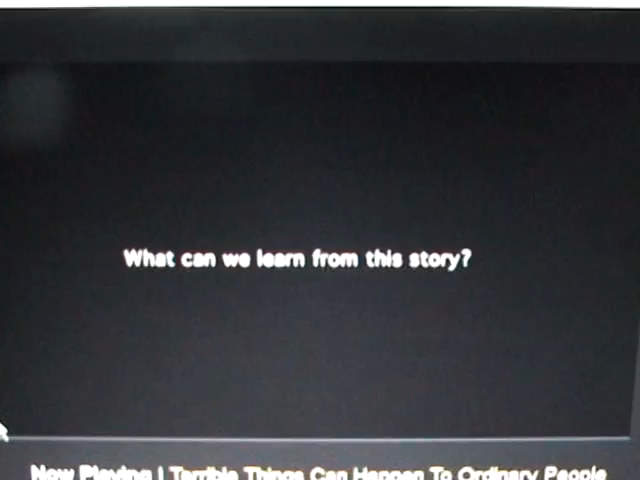 What can we learn from this story?
Now Playing | Terrible Things Can Happen To Ordinary People